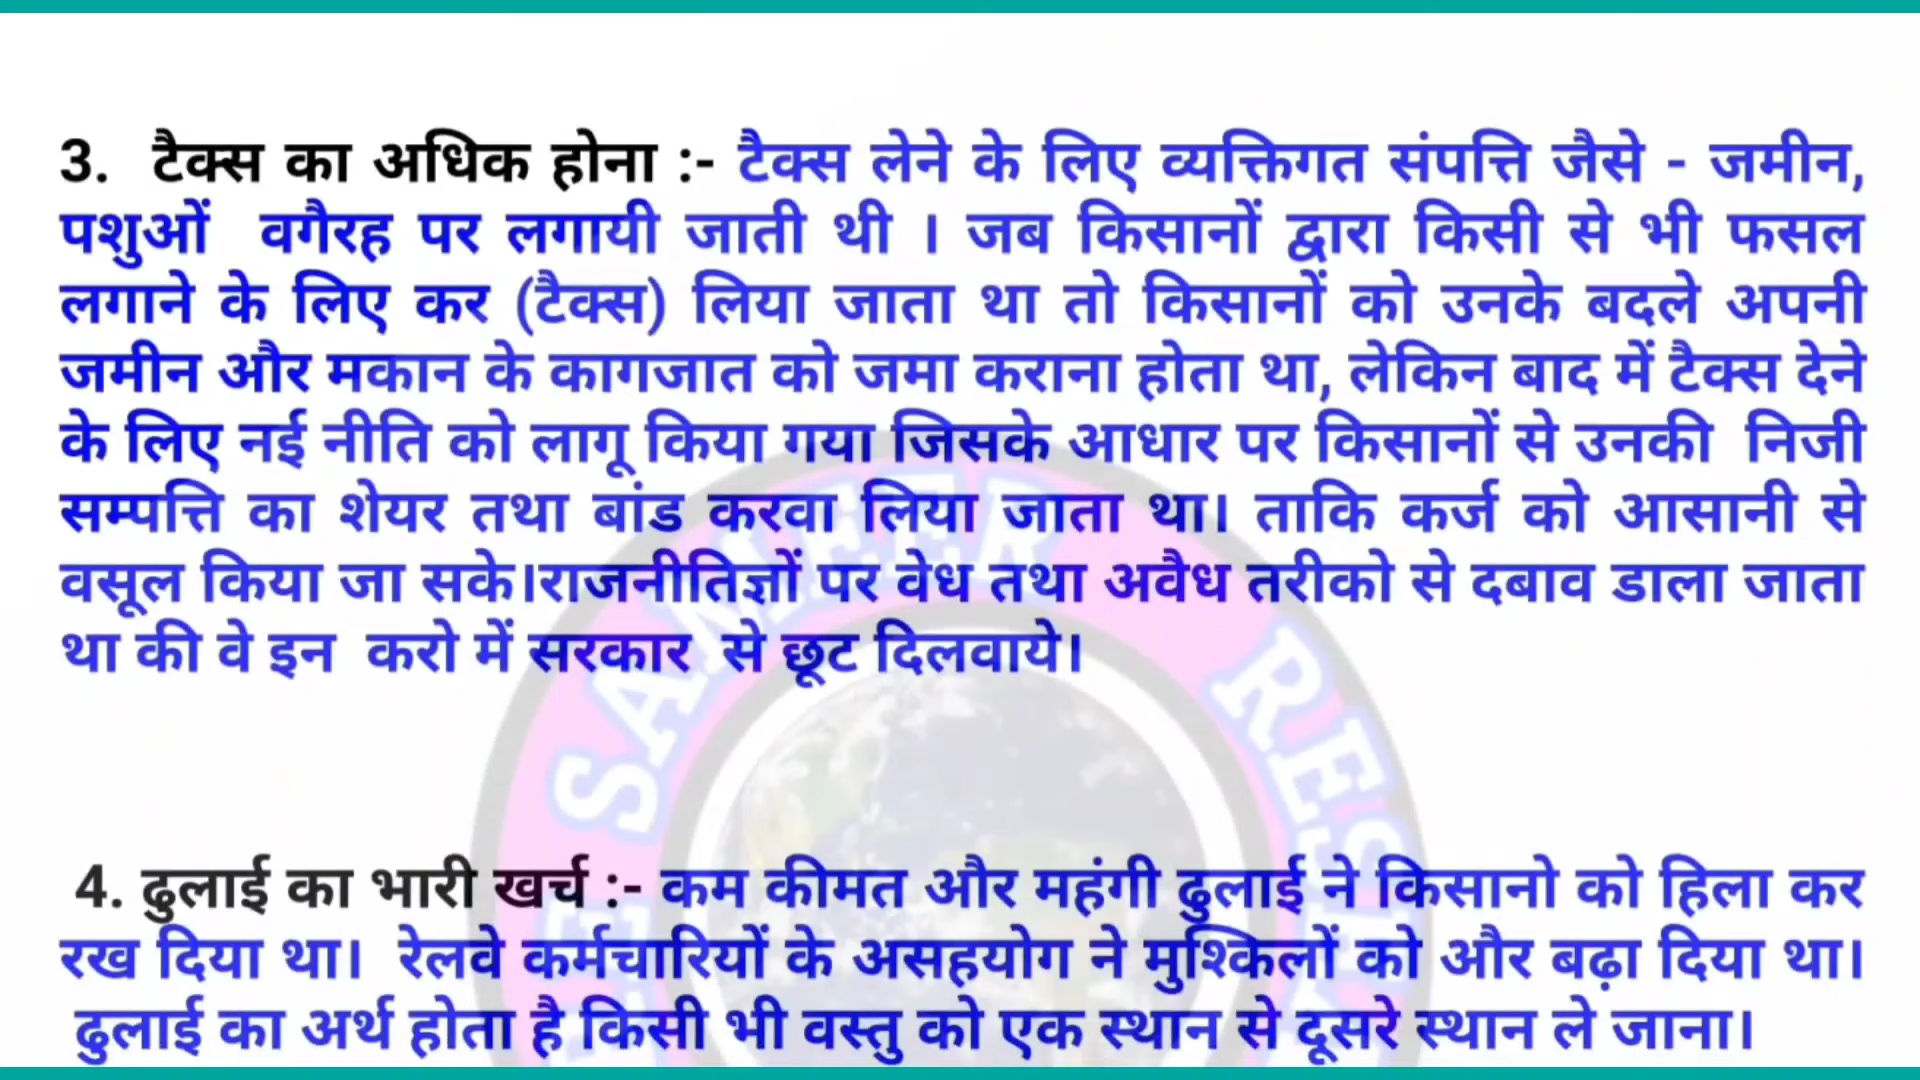 3. टैक्स का अधिक होना :- टैक्स लेने के लिए व्यक्तिगत संपत्ति जैसे - जमीन,
पशुओं वगैरह पर लगायी जाती थी । जब किसानों द्वारा किसी से भी फसल
लगाने के लिए कर (टैक्स) लिया जाता था तो किसानों को उनके बदले अपनी
जमीन और मकान के कागजात को जमा कराना होता था, लेकिन बाद में टैक्स देने
के लिए नई नीति को लागू किया गया जिसके आधार पर किसानों से उनकी निजी
सम्पत्ति का शेयर तथा बांड करवा लिया जाता था। ताकि कर्ज को आसानी से
वसूल किया जा सके।राजनीतिज्ञों पर वेध तथा अवैध तरीको से दबाव डाला जाता
था की वे इन करो में सरकार से छूट दिलवाये।
SAMEER
4. ढुलाई का भारी खर्च :- कम कीमत और महंगी ढुलाई ने किसानो को हिला कर
रख दिया था। रेलवे कर्मचारियों के असहयोग ने मुश्किलों को और बढ़ा दिया था।
ढुलाई का अर्थ होता है किसी भी वस्तु को एक स्थान से दूसरे स्थान ले जाना।